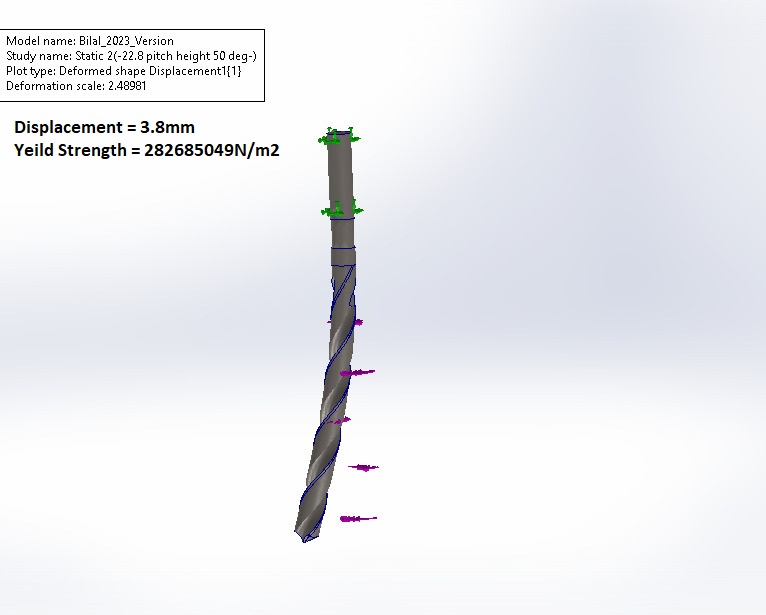 Model name: Bilal_2023_Version
Study name: Static 2(-22.8 pitch height 50 deg-)
Plot type: Deformed shape Displacement1{1}
Deformation scale: 2.48981
Displacement = 3.8mm
Yeild Strength = 282685049N/m2